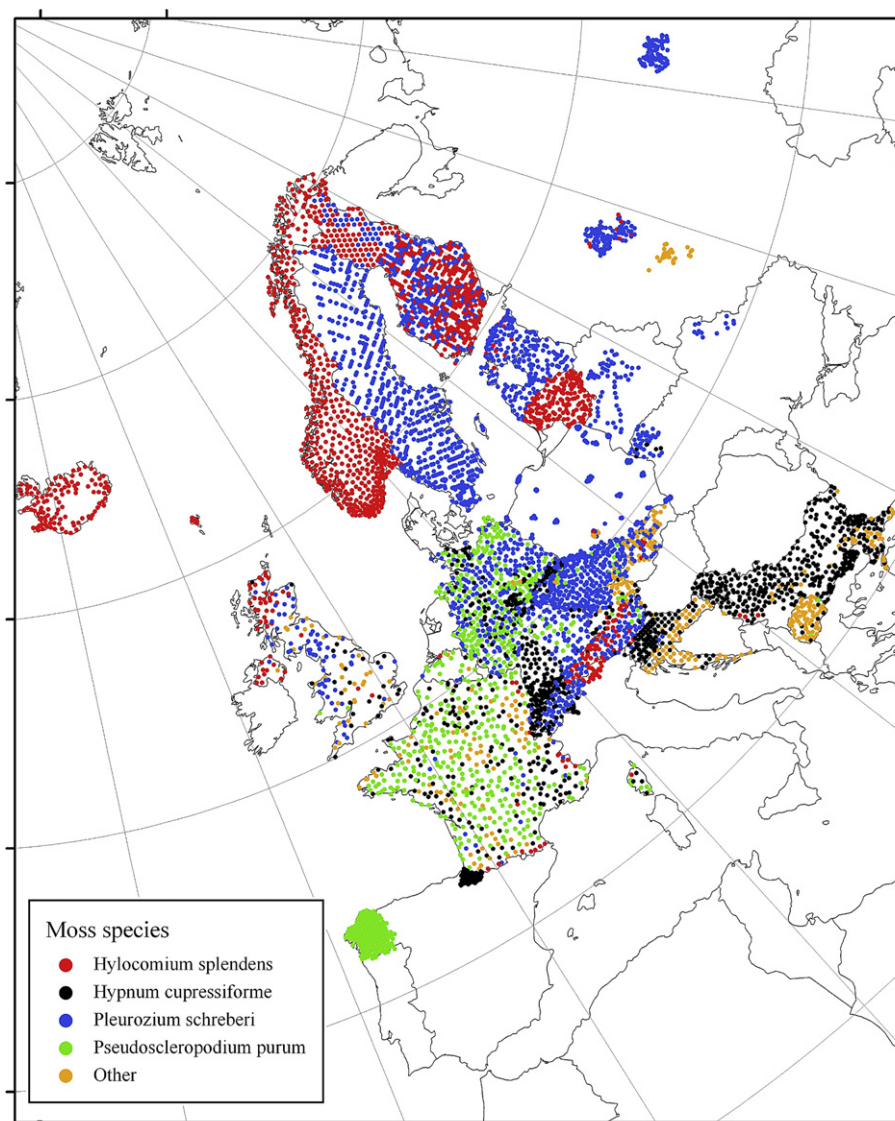 Moss species
Hylocomium splendens
Hypnum cupressiforme
Pleurozium schreberi
Pseudoscleropodium purum
Other